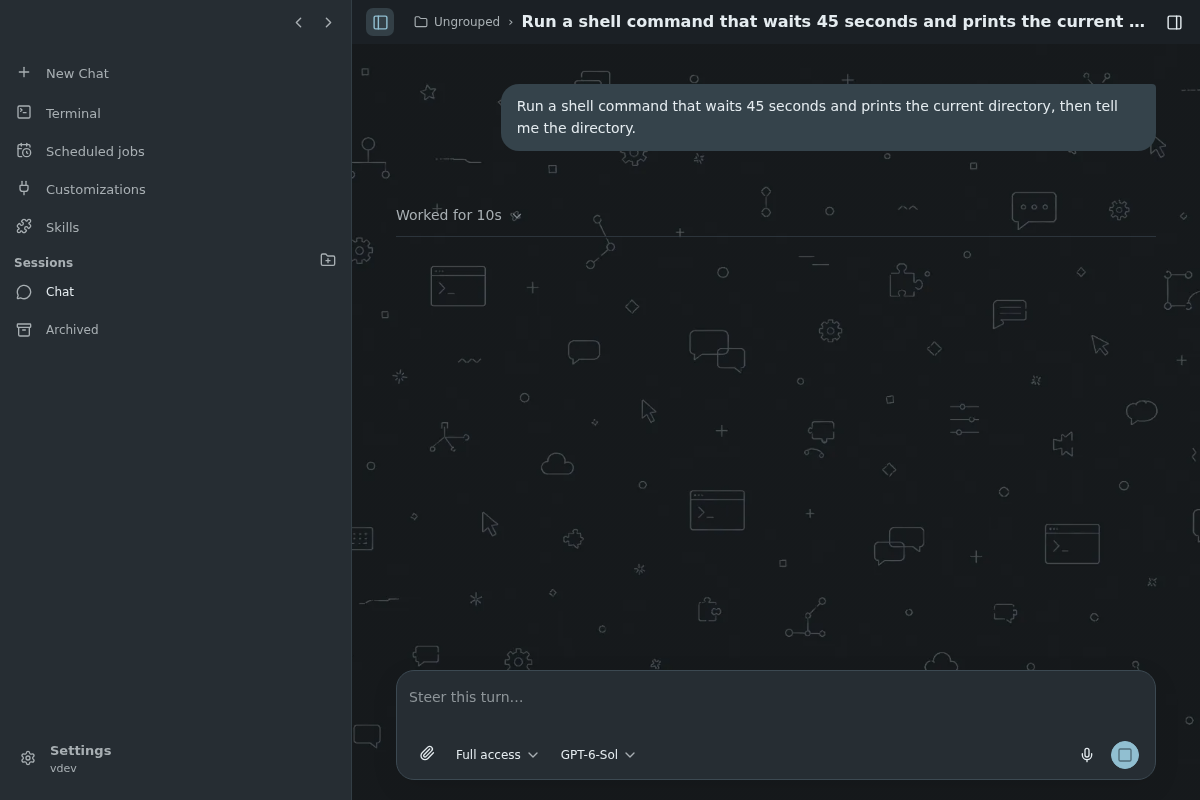 Ungrouped › Run a shell command that waits 45 seconds and prints the current …
New Chat
Terminal
Scheduled jobs
Customizations
Skills
Sessions
Chat
Archived
Settings
vdev
Run a shell command that waits 45 seconds and prints the current directory, then tell
me the directory.
Worked for 10s
Steer this turn…
Full access
GPT-6-Sol